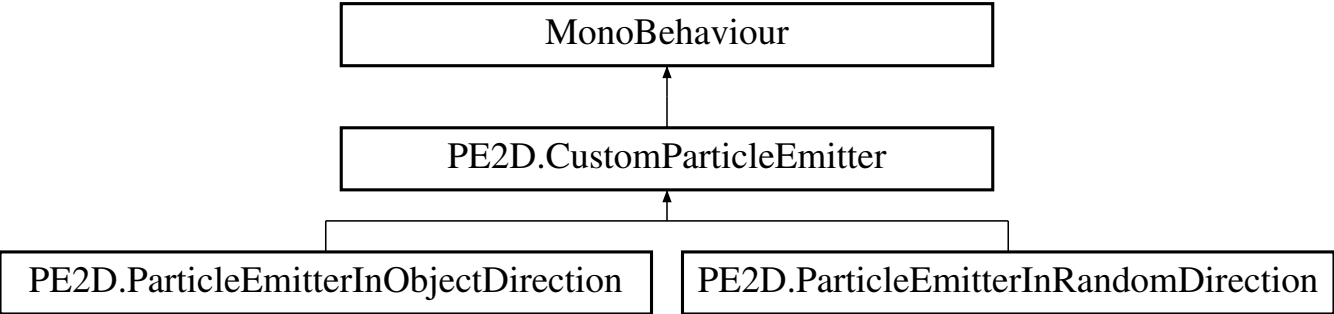 MonoBehaviour
PE2D.CustomParticleEmitter
PE2D.ParticleEmitterInObjectDirection
PE2D.ParticleEmitterInRandomDirection